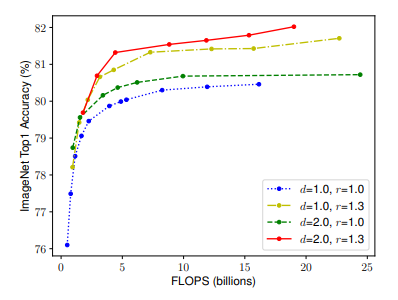 82
81
80
79
78
77
76
ImageNet Top1 Accuracy (%)
d=1.0, r=1.0
d=1.0, r=1.3
d=2.0, r=1.0
d=2.0, r=1.3
0 5 10 15 20 25
FLOPS (billions)